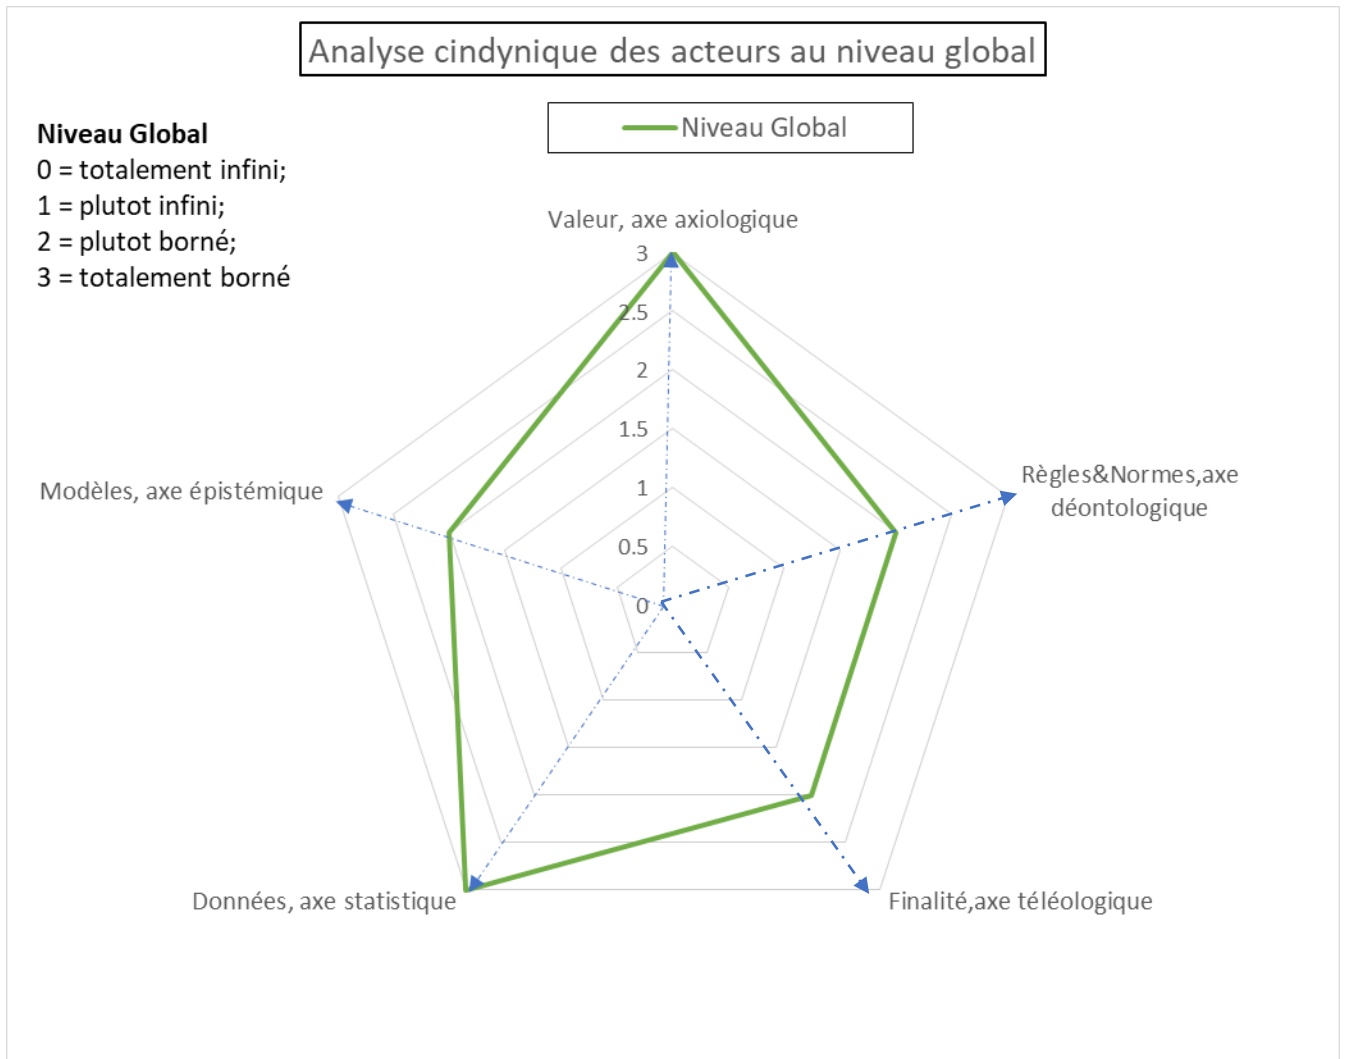 Analyse cindynique des acteurs au niveau global
Niveau Global
Niveau Global
0 = totalement infini;
1 = plutot infini;
2 = plutot borné;
3 = totalement borné
Valeur, axe axiologique
3
2.5
2
1.5
1
0.5
0
Modèles, axe épistémique
Règles&Normes,axe
déontologique
Données, axe statistique
Finalité,axe téléologique